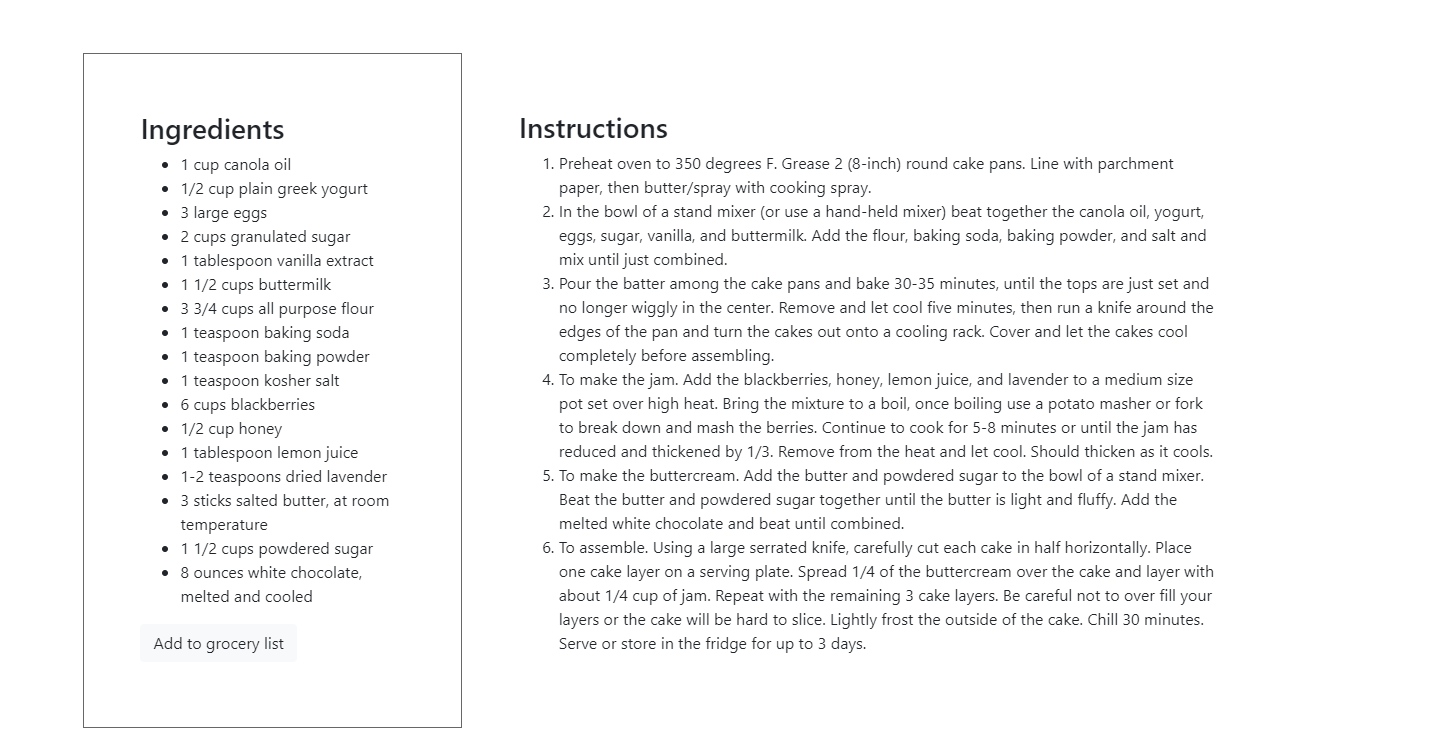 Ingredients
1 cup canola oil
1/2 cup plain greek yogurt
3 large eggs
2 cups granulated sugar
1 tablespoon vanilla extract
1 1/2 cups buttermilk
3 3/4 cups all purpose flour
1 teaspoon baking soda
1 teaspoon baking powder
1 teaspoon kosher salt
6 cups blackberries
1/2 cup honey
1 tablespoon lemon juice
1-2 teaspoons dried lavender
3 sticks salted butter, at room
temperature
1 1/2 cups powdered sugar
8 ounces white chocolate,
melted and cooled
Add to grocery list
Instructions
1. Preheat oven to 350 degrees F. Grease 2 (8-inch) round cake pans. Line with parchment
paper, then butter/spray with cooking spray.
2. In the bowl of a stand mixer (or use a hand-held mixer) beat together the canola oil, yogurt,
eggs, sugar, vanilla, and buttermilk. Add the flour, baking soda, baking powder, and salt and
mix until just combined.
3. Pour the batter among the cake pans and bake 30-35 minutes, until the tops are just set and
no longer wiggly in the center. Remove and let cool five minutes, then run a knife around the
edges of the pan and turn the cakes out onto a cooling rack. Cover and let the cakes cool
completely before assembling.
4. To make the jam. Add the blackberries, honey, lemon juice, and lavender to a medium size
pot set over high heat. Bring the mixture to a boil, once boiling use a potato masher or fork
to break down and mash the berries. Continue to cook for 5-8 minutes or until the jam has
reduced and thickened by 1/3. Remove from the heat and let cool. Should thicken as it cools.
5. To make the buttercream. Add the butter and powdered sugar to the bowl of a stand mixer.
Beat the butter and powdered sugar together until the butter is light and fluffy. Add the
melted white chocolate and beat until combined.
6. To assemble. Using a large serrated knife, carefully cut each cake in half horizontally. Place
one cake layer on a serving plate. Spread 1/4 of the buttercream over the cake and layer with
about 1/4 cup of jam. Repeat with the remaining 3 cake layers. Be careful not to over fill your
layers or the cake will be hard to slice. Lightly frost the outside of the cake. Chill 30 minutes.
Serve or store in the fridge for up to 3 days.